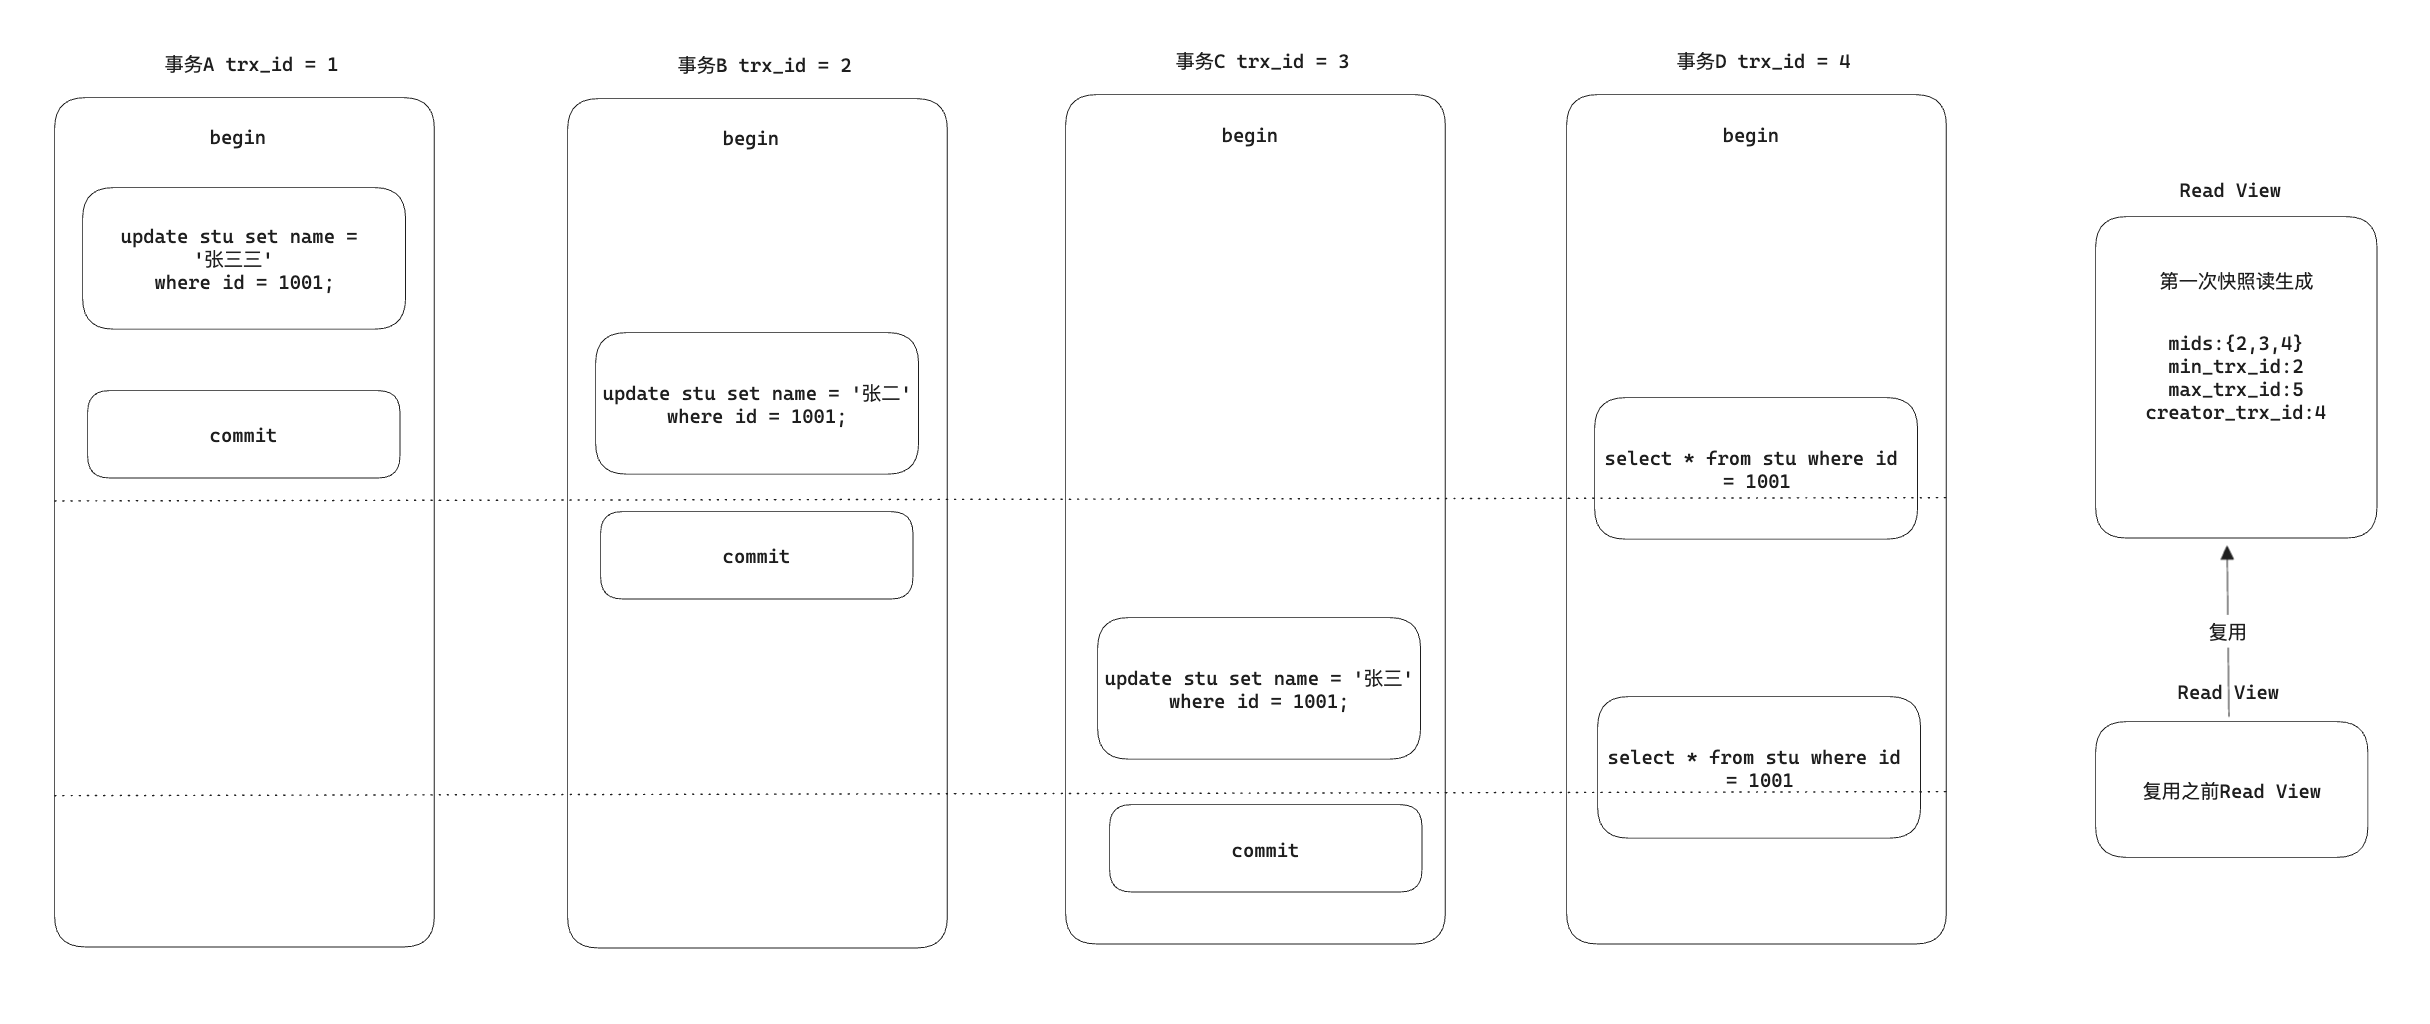 事务A trx_id = 1
begin
update stu set name =
'张三三'
where id = 1001;
commit
事务B trx_id = 2
begin
update stu set name = '张二'
where id = 1001;
commit
事务C trx_id = 3
begin
update stu set name = '张三'
where id = 1001;
commit
事务D trx_id = 4
begin
select * from stu where id
= 1001
select * from stu where id
= 1001
Read View
第一次快照读生成
mids:{2,3,4}
min_trx_id:2
max_trx_id:5
creator_trx_id:4
复用
Read View
复用之前Read View